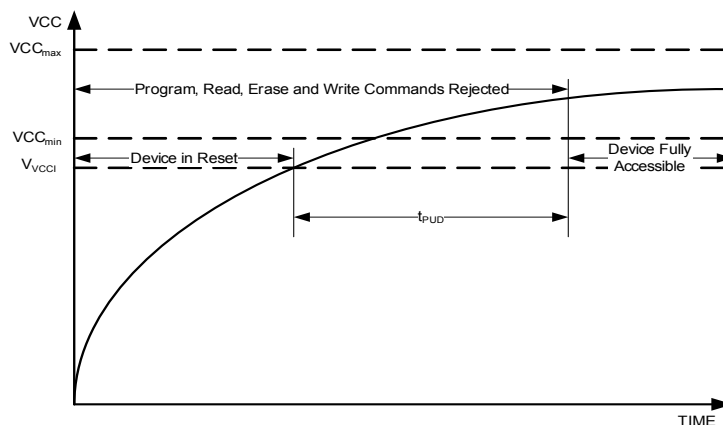 VCC
VCCmax
Program, Read, Erase and Write Commands Rejected
VCCmin
Device in Reset
Device Fully
Accessible
VVCCI
tPUD
TIME